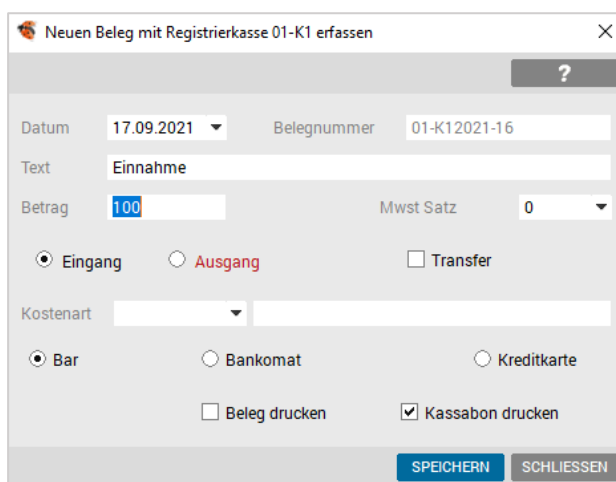 Neuen Beleg mit Registrierkasse 01-K1 erfassen
?
Datum 17.09.2021 Belegnummer 01-K12021-16
Text Einnahme
Betrag 100 Mwst Satz 0
Eingang Ausgang Transfer
Kostenart
Bar Bankomat Kreditkarte
Beleg drucken Kassabon drucken
SPEICHERN SCHLIESSEN